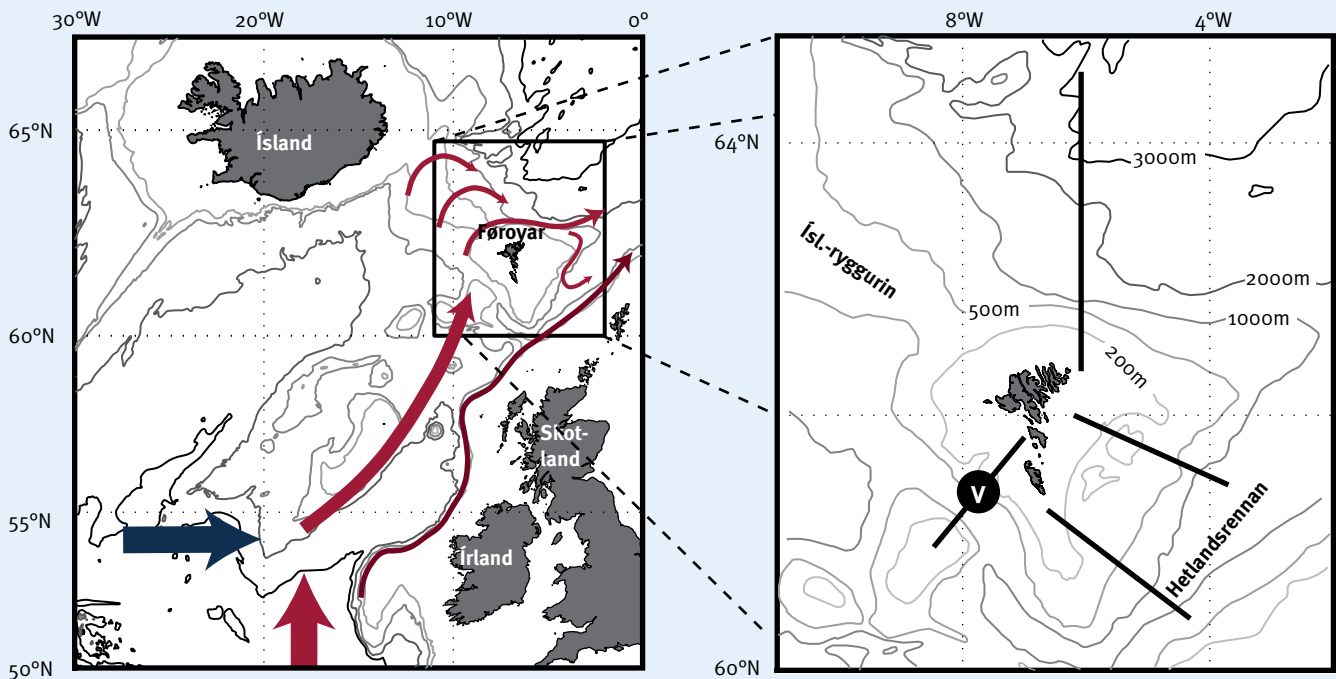 30°W
20°W
10°W
0°
65°N
60°N
55°N
50°N
Ísland
Føroyar
Skot-
land
Írland
8°W
4°W
64°N
60°N
3000m
2000m
1000m
500m
200m
Ísl.-ryggurin
V
Hetlandsrennan